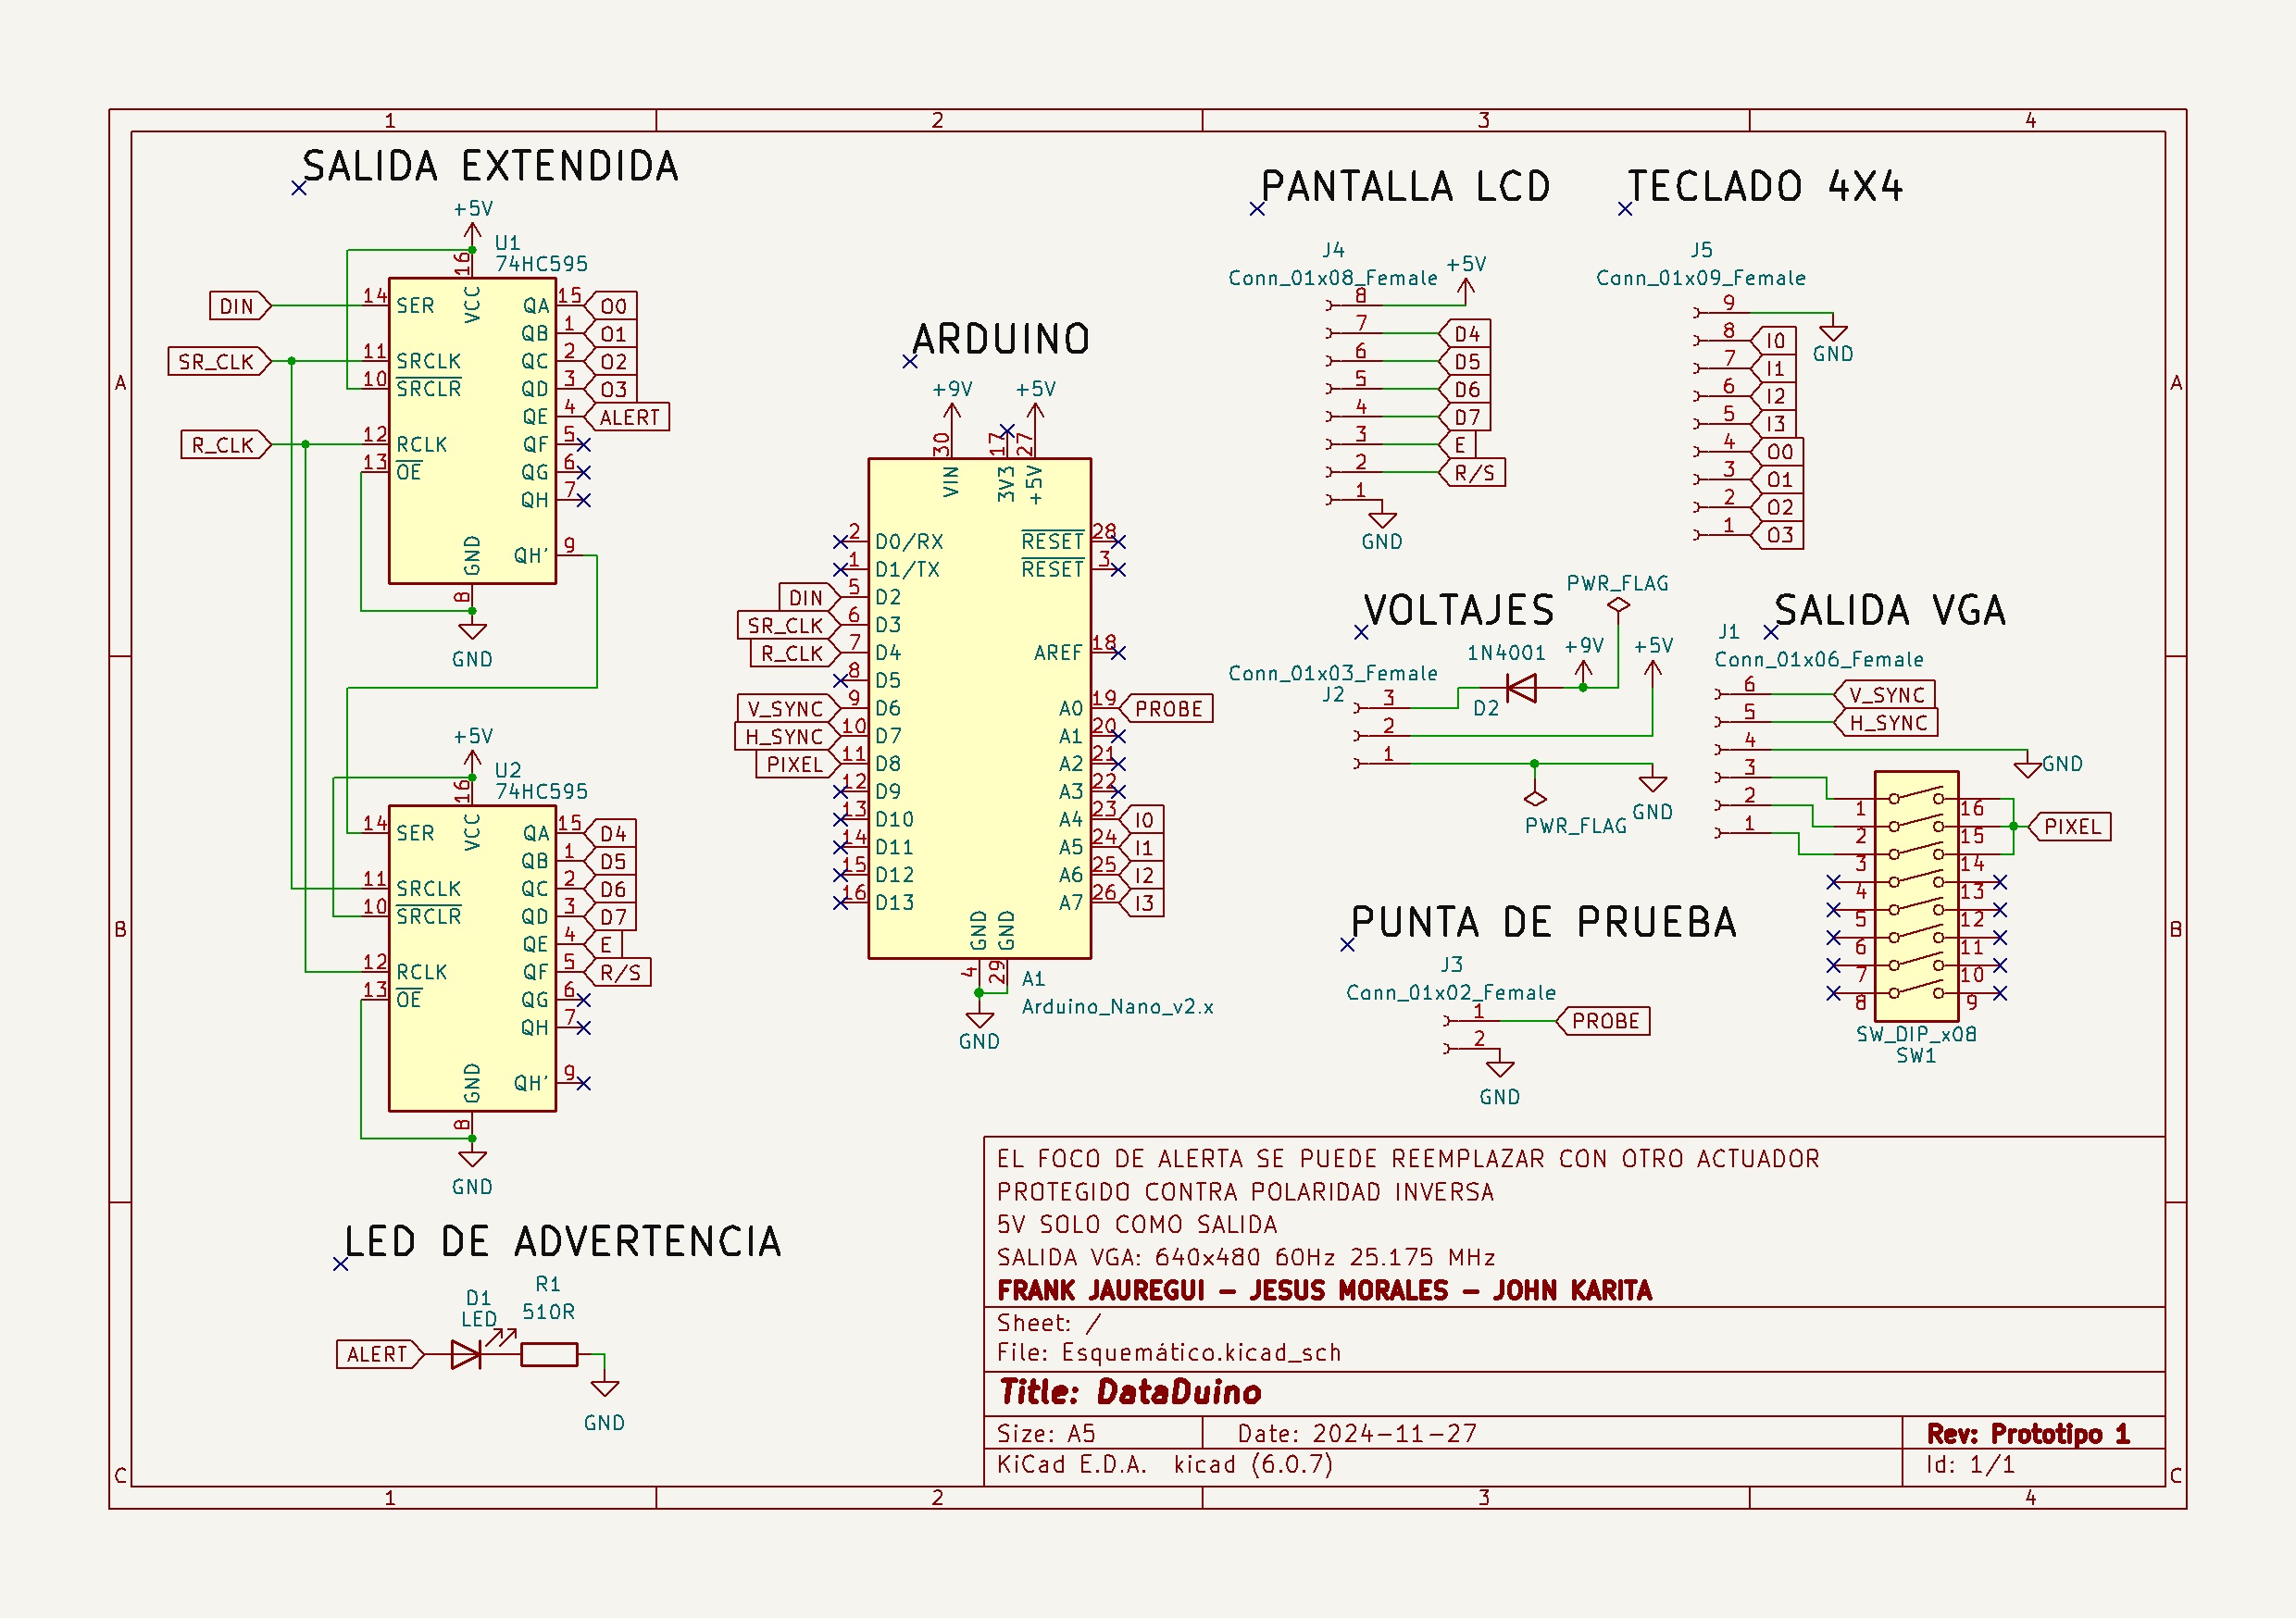 1 2 3 4
A A
B B
C C
SALIDA EXTENDIDA
+5V
U1
74HC595
DIN
SR_CLK
R_CLK
14 SER
11 SRCLK
10 SRCLR
12 RCLK
13 OE
16 VCC
8 GND
QA 15 O0
QB 1 O1
QC 2 O2
QD 3 O3
QE 4 ALERT
QF 5
QG 6
QH 7
QH' 9
GND
+5V
U2
74HC595
14 SER
11 SRCLK
10 SRCLR
12 RCLK
13 OE
16 VCC
8 GND
QA 15 D4
QB 1 D5
QC 2 D6
QD 3 D7
QE 4 E
QF 5 R/S
QG 6
QH 7
QH' 9
GND
LED DE ADVERTENCIA
D1
LED
R1
510R
ALERT
GND
ARDUINO
+9V +5V
30 17 27
VIN 3V3 +5V
2 D0/RX
1 D1/TX
DIN 5 D2
SR_CLK 6 D3
R_CLK 7 D4
8 D5
V_SYNC 9 D6
H_SYNC 10 D7
PIXEL 11 D8
12 D9
13 D10
14 D11
15 D12
16 D13
RESET 28
RESET 3
AREF 18
A0 19 PROBE
A1 20
A2 21
A3 22
A4 23 I0
A5 24 I1
A6 25 I2
A7 26 I3
GND GND
4 29
A1
Arduino_Nano_v2.x
GND
PANTALLA LCD
J4
Conn_01x08_Female
+5V
8
7 D4
6 D5
5 D6
4 D7
3 E
2 R/S
1
GND
TECLADO 4X4
J5
Conn_01x09_Female
9
GND
8 I0
7 I1
6 I2
5 I3
4 O0
3 O1
2 O2
1 O3
VOLTAJES
PWR_FLAG
1N4001
+9V +5V
Conn_01x03_Female
J2
D2
3
2
1
PWR_FLAG
GND
SALIDA VGA
J1
Conn_01x06_Female
6 V_SYNC
5 H_SYNC
4
GND
3
2
1
1 16
2 15
3 14
4 13
5 12
6 11
7 10
8 9
PIXEL
SW_DIP_x08
SW1
PUNTA DE PRUEBA
J3
Conn_01x02_Female
1 PROBE
2
GND
EL FOCO DE ALERTA SE PUEDE REEMPLAZAR CON OTRO ACTUADOR
PROTEGIDO CONTRA POLARIDAD INVERSA
5V SOLO COMO SALIDA
SALIDA VGA: 640x480 60Hz 25.175 MHz
FRANK JAUREGUI – JESUS MORALES – JOHN KARITA
Sheet: /
File: Esquemático.kicad_sch
Title: DataDuino
Size: A5 Date: 2024-11-27 Rev: Prototipo 1
KiCad E.D.A. kicad (6.0.7) Id: 1/1
1 2 3 4